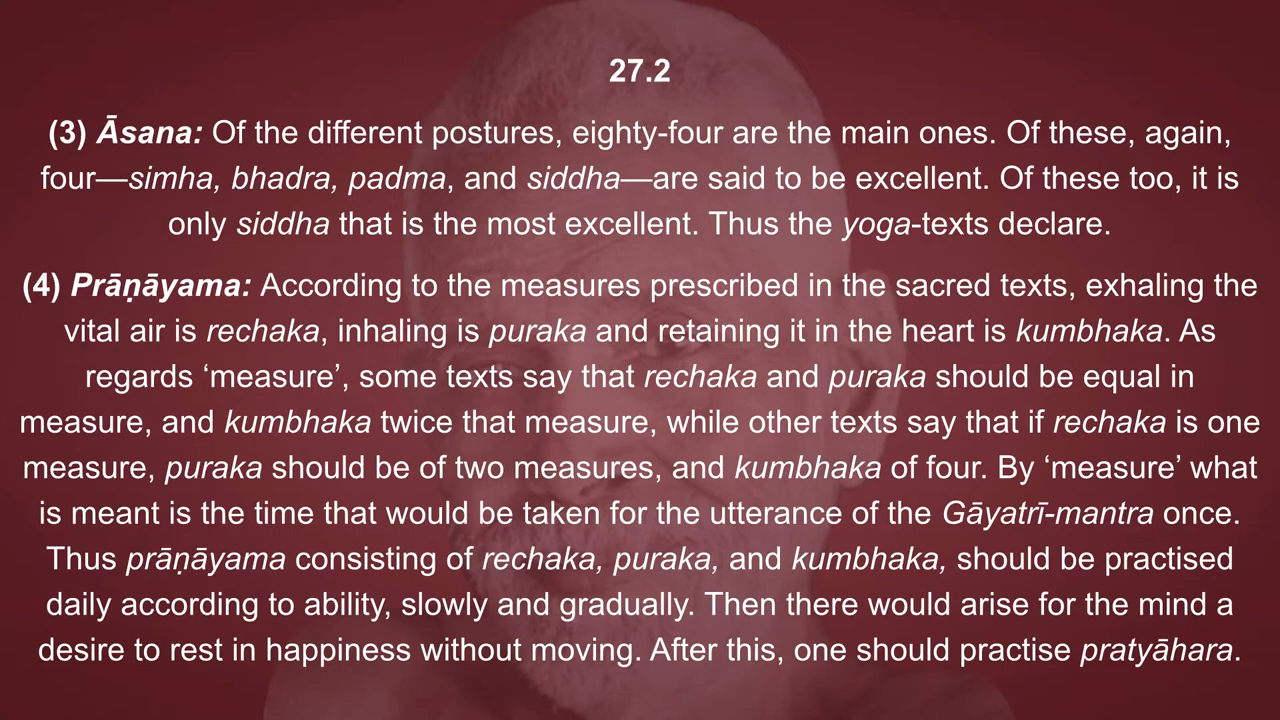 27.2
(3) Āsana: Of the different postures, eighty-four are the main ones. Of these, again,
four—simha, bhadra, padma, and siddha—are said to be excellent. Of these too, it is
only siddha that is the most excellent. Thus the yoga-texts declare.
(4) Prāṇāyama: According to the measures prescribed in the sacred texts, exhaling the
vital air is rechaka, inhaling is puraka and retaining it in the heart is kumbhaka. As
regards ‘measure’, some texts say that rechaka and puraka should be equal in
measure, and kumbhaka twice that measure, while other texts say that if rechaka is one
measure, puraka should be of two measures, and kumbhaka of four. By ‘measure’ what
is meant is the time that would be taken for the utterance of the Gāyatrī-mantra once.
Thus prāṇāyama consisting of rechaka, puraka, and kumbhaka, should be practised
daily according to ability, slowly and gradually. Then there would arise for the mind a
desire to rest in happiness without moving. After this, one should practise pratyāhara.